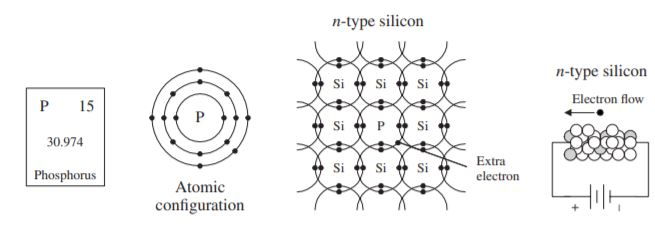 P 15
30.974
Phosphorus
P
Atomic
configuration
n-type silicon
Si Si Si
Si P Si
Si Si Si
Extra
electron
n-type silicon
Electron flow
+ −